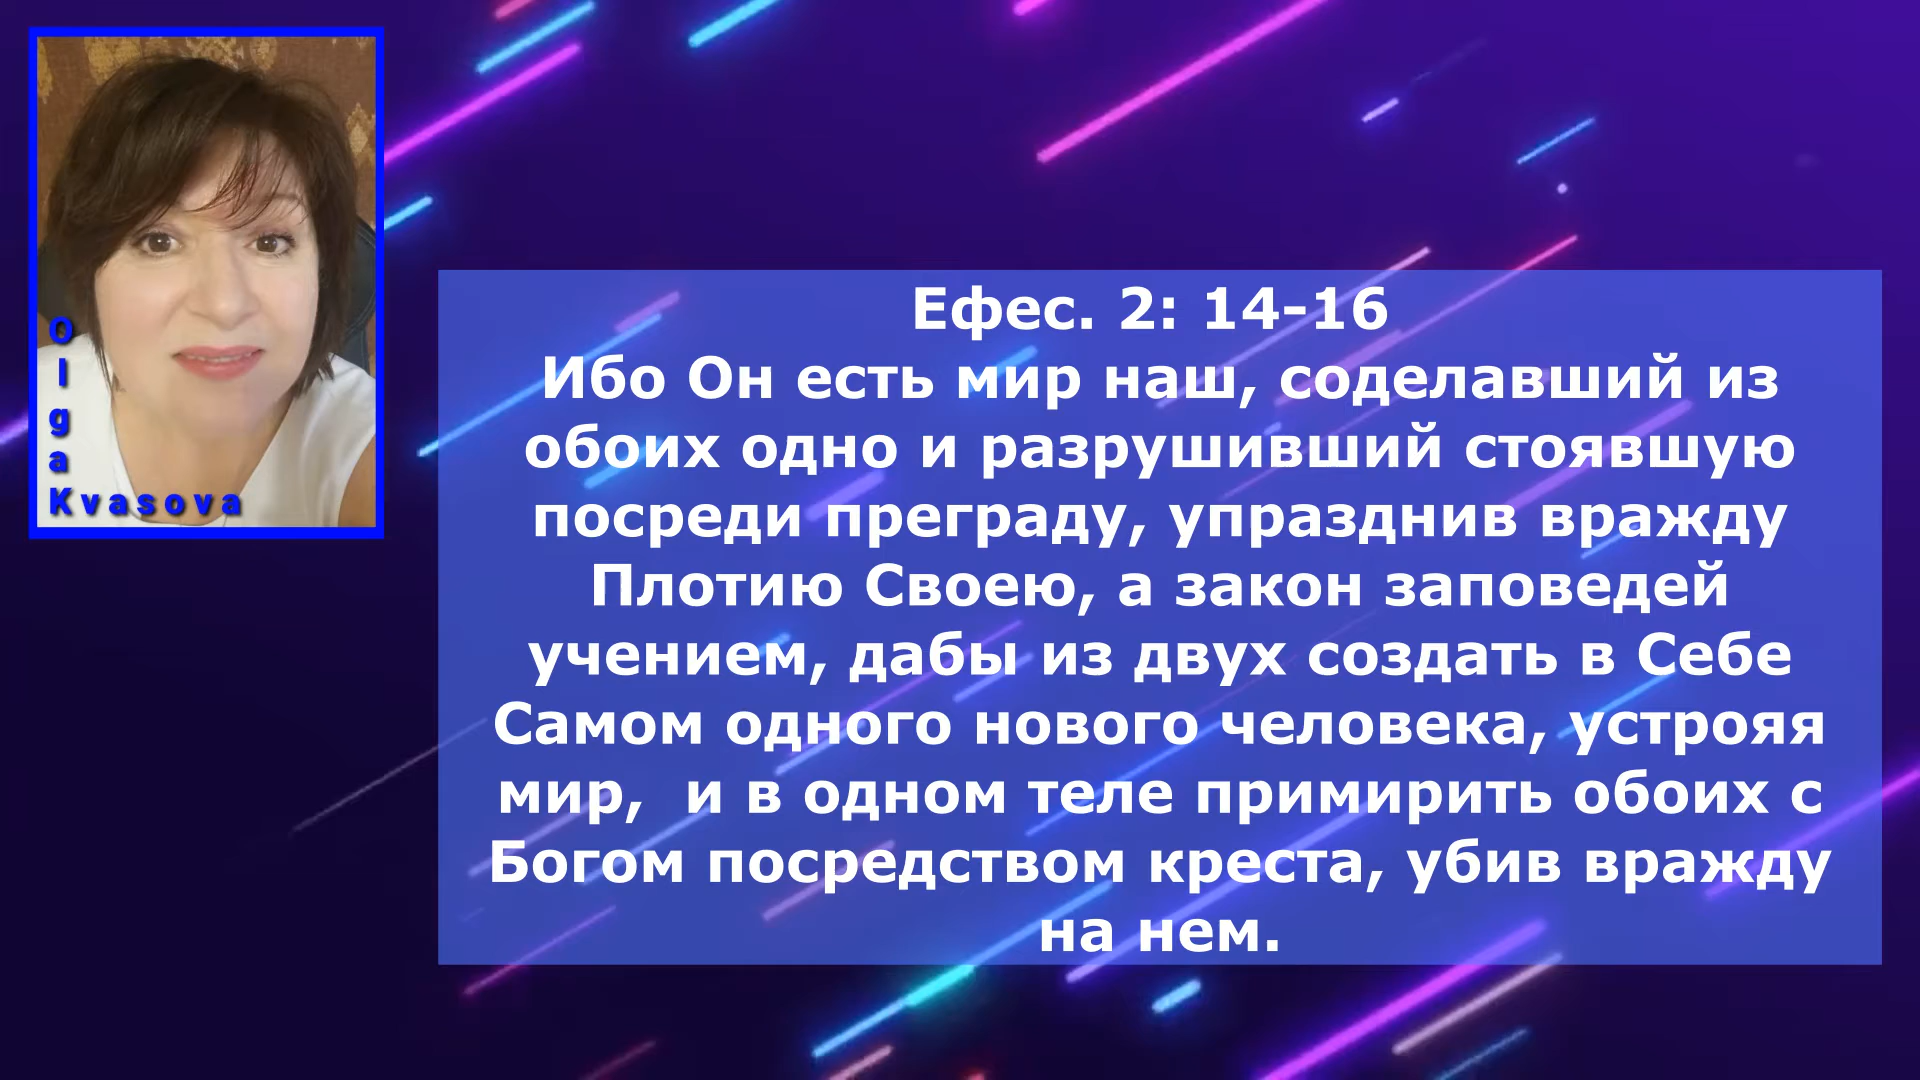 Olga
Kvasova
Ефес. 2: 14-16
Ибо Он есть мир наш, соделавший из
обоих одно и разрушивший стоявшую
посреди преграду, упразднив вражду
Плотию Своею, а закон заповедей
учением, дабы из двух создать в Себе
Самом одного нового человека, устрояя
мир,  и в одном теле примирить обоих с
Богом посредством креста, убив вражду
на нем.